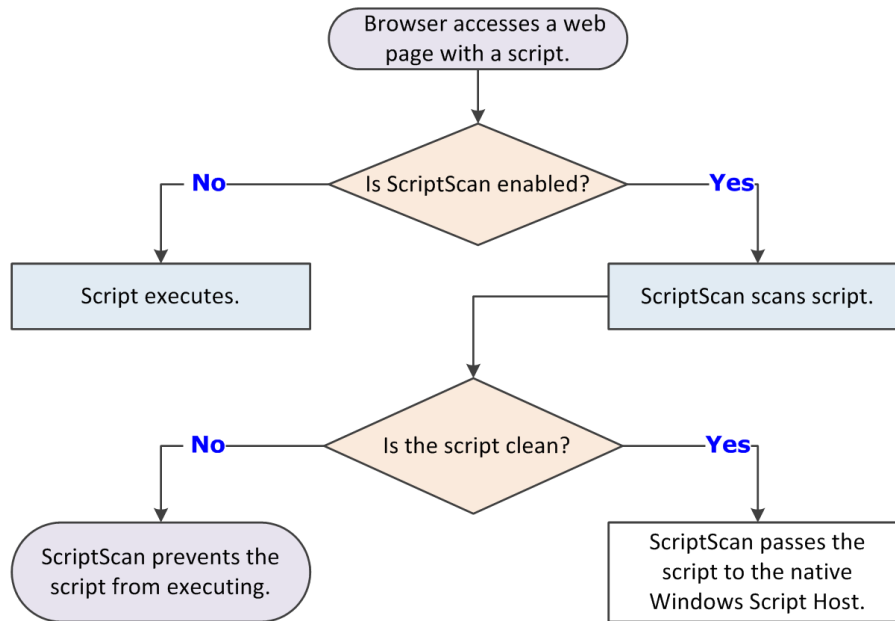 Browser accesses a web
page with a script.
Is ScriptScan enabled?
No
Yes
Script executes.
ScriptScan scans script.
Is the script clean?
No
Yes
ScriptScan prevents the
script from executing.
ScriptScan passes the
script to the native
Windows Script Host.